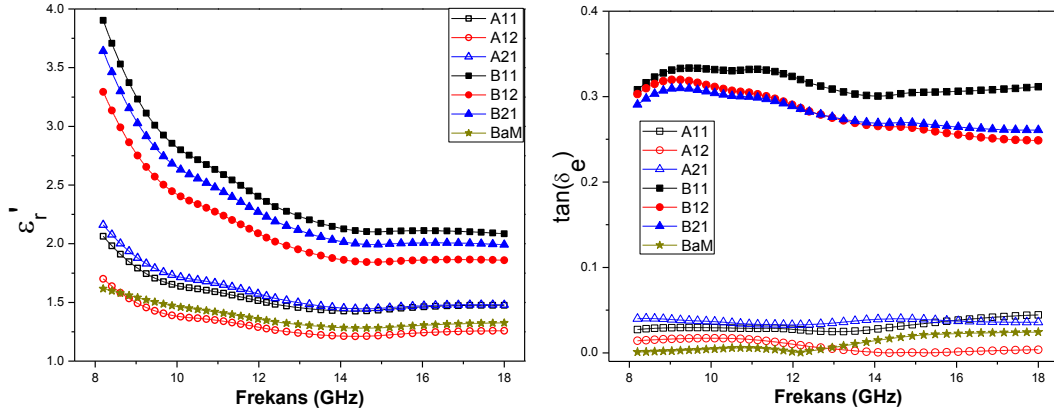 4.0
3.5
3.0
2.5
2.0
1.5
1.0
εr'
8 10 12 14 16 18
Frekans (GHz)
A11
A12
A21
B11
B12
B21
BaM
0.4
0.3
0.2
0.1
0.0
tan(δe)
8 10 12 14 16 18
Frekans (GHz)
A11
A12
A21
B11
B12
B21
BaM